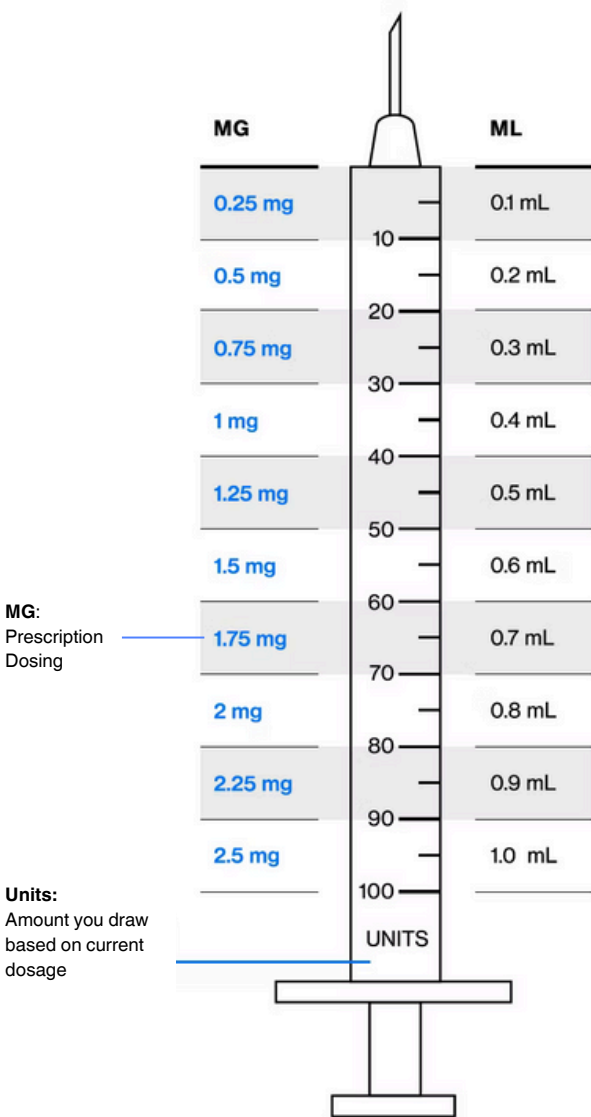 MG ML
0.25 mg 0.1 mL
10
0.5 mg 0.2 mL
20
0.75 mg 0.3 mL
30
1 mg 0.4 mL
40
1.25 mg 0.5 mL
50
1.5 mg 0.6 mL
60
MG:
Prescription
Dosing
1.75 mg 0.7 mL
70
2 mg 0.8 mL
80
2.25 mg 0.9 mL
90
2.5 mg 1.0 mL
100
Units:
Amount you draw
based on current
dosage
UNITS